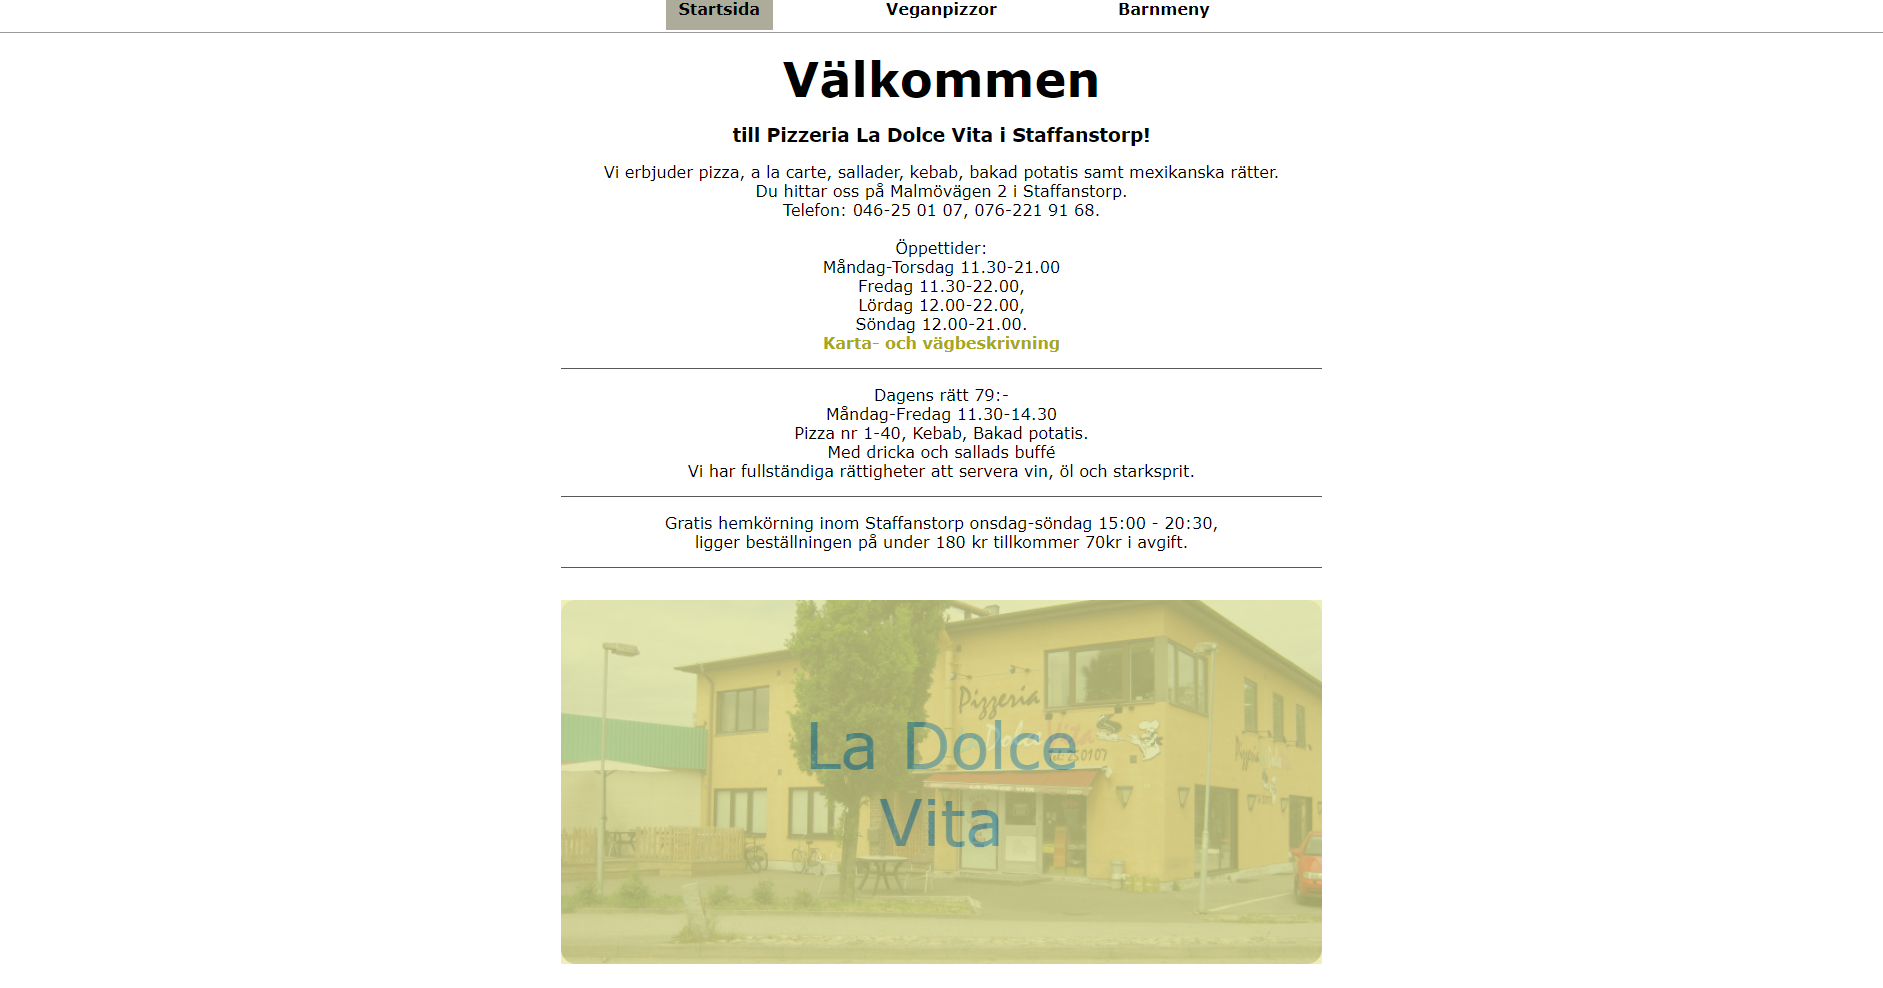 Startsida Veganpizzor Barnmeny
Välkommen
till Pizzeria La Dolce Vita i Staffanstorp!
Vi erbjuder pizza, a la carte, sallader, kebab, bakad potatis samt mexikanska rätter.
Du hittar oss på Malmövägen 2 i Staffanstorp.
Telefon: 046-25 01 07, 076-221 91 68.
Öppettider:
Måndag-Torsdag 11.30-21.00
Fredag 11.30-22.00,
Lördag 12.00-22.00,
Söndag 12.00-21.00.
Karta- och vägbeskrivning
Dagens rätt 79:-
Måndag-Fredag 11.30-14.30
Pizza nr 1-40, Kebab, Bakad potatis.
Med dricka och sallads buffé
Vi har fullständiga rättigheter att servera vin, öl och starksprit.
Gratis hemkörning inom Staffanstorp onsdag-söndag 15:00 - 20:30,
ligger beställningen på under 180 kr tillkommer 70kr i avgift.
Pizzeria
Dolce Vita
250107
La Dolce
Vita
LA DOLCE VITA